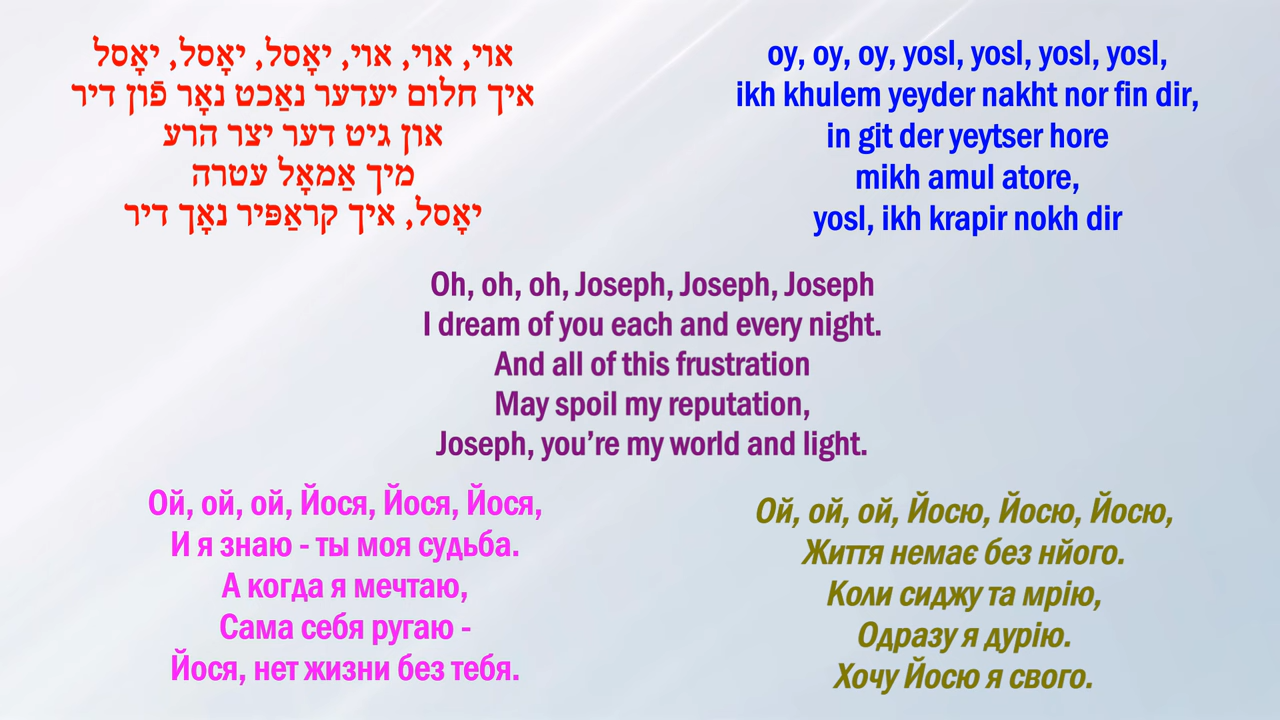 אוי, אוי, אוי, יאָסל, יאָסל, יאָסל
איך חלום יעדער נאַכט נאָר פֿון דיר
און גיט דער יצר הרע
מיך אַמאָל עטרה
יאָסל, איך קראַפּיר נאָך דיר
oy, oy, oy, yosl, yosl, yosl, yosl,
ikh khulem yeyder nakht nor fin dir,
in git der yeytser hore
mikh amul atore,
yosl, ikh krapir nokh dir
Oh, oh, oh, Joseph, Joseph, Joseph
I dream of you each and every night.
And all of this frustration
May spoil my reputation,
Joseph, you’re my world and light.
Ой, ой, ой, Йося, Йося, Йося,
И я знаю - ты моя судьба.
А когда я мечтаю,
Сама себя ругаю -
Йося, нет жизни без тебя.
Ой, ой, ой, Йосю, Йосю, Йосю,
Життя немає без нйого.
Коли сиджу та мрію,
Одразу я дурію.
Хочу Йосю я свого.